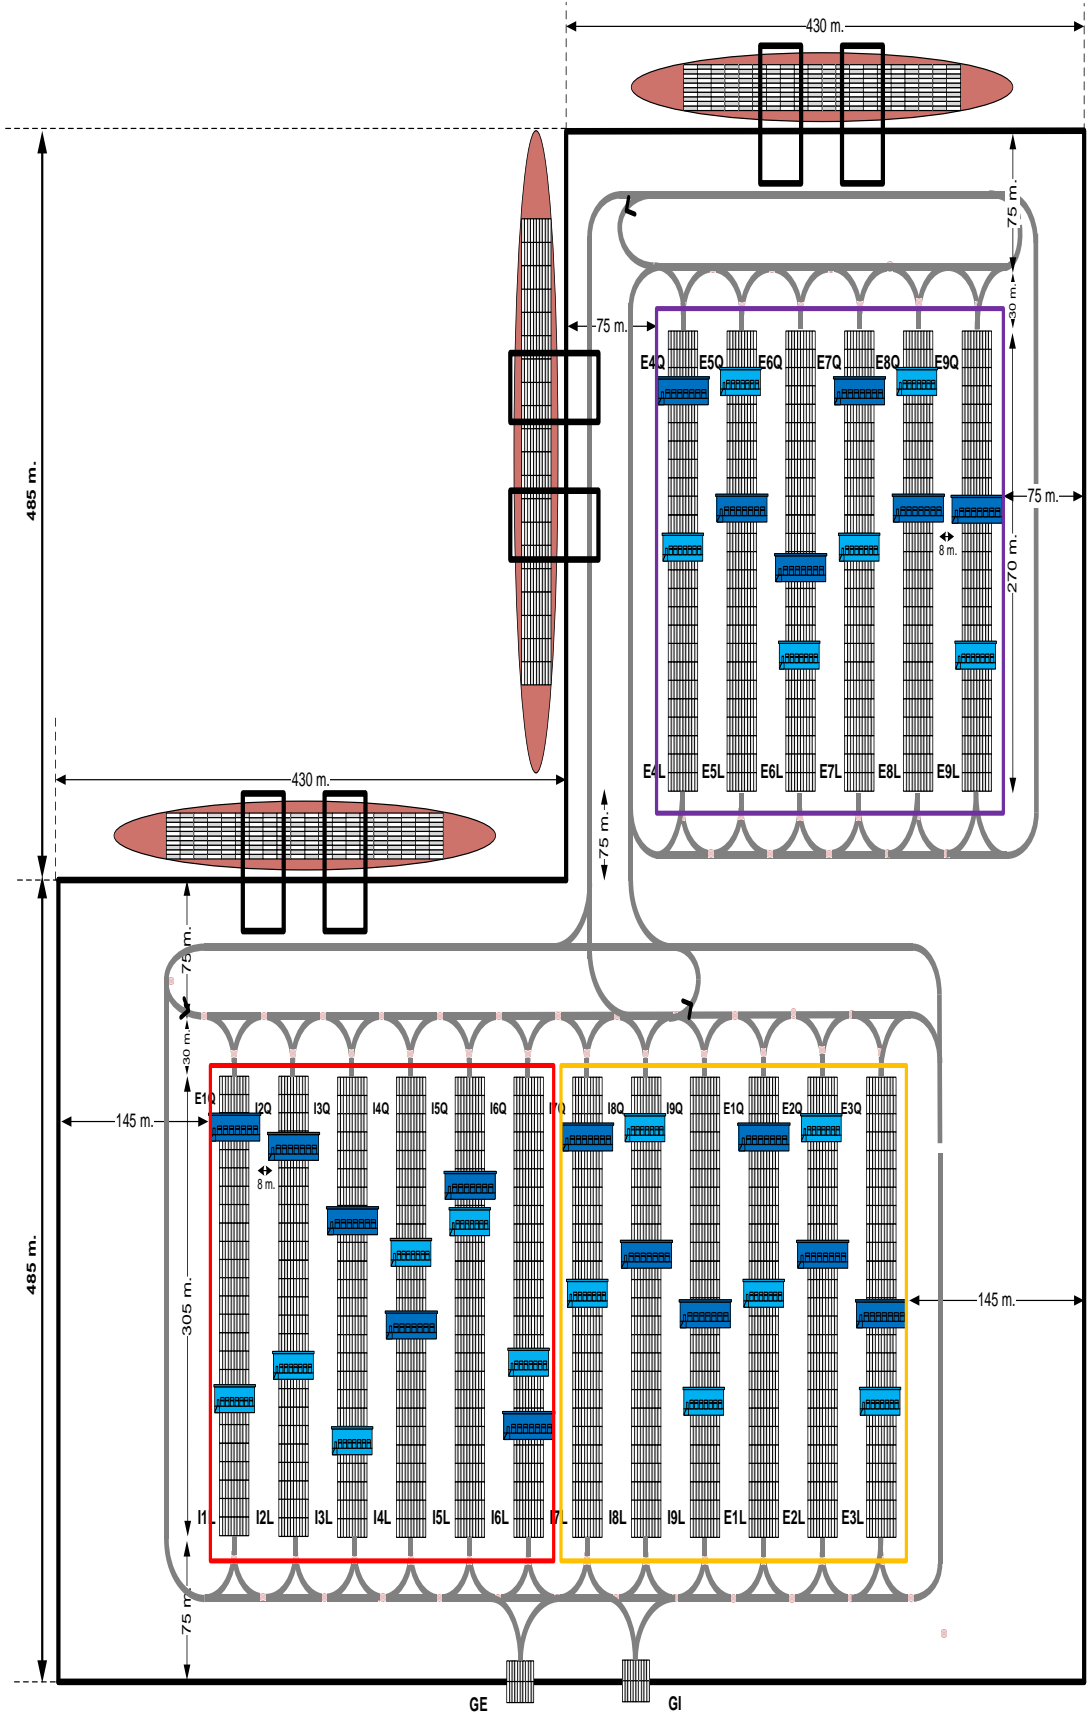 430 m.
75 m.
30 m.
75 m.
E4Q E5Q E6Q E7Q E8Q E9Q
485 m.
75 m.
8 m.
270 m.
E4L E5L E6L E7L E8L E9L
430 m.
75 m.
75 m.
30 m.
E1Q I2Q I3Q I4Q I5Q I6Q I7Q I8Q I9Q E1Q E2Q E3Q
145 m.
8 m.
485 m.
305 m.
145 m.
I1L I2L I3L I4L I5L I6L I7L I8L I9L E1L E2L E3L
75 m.
GE GI